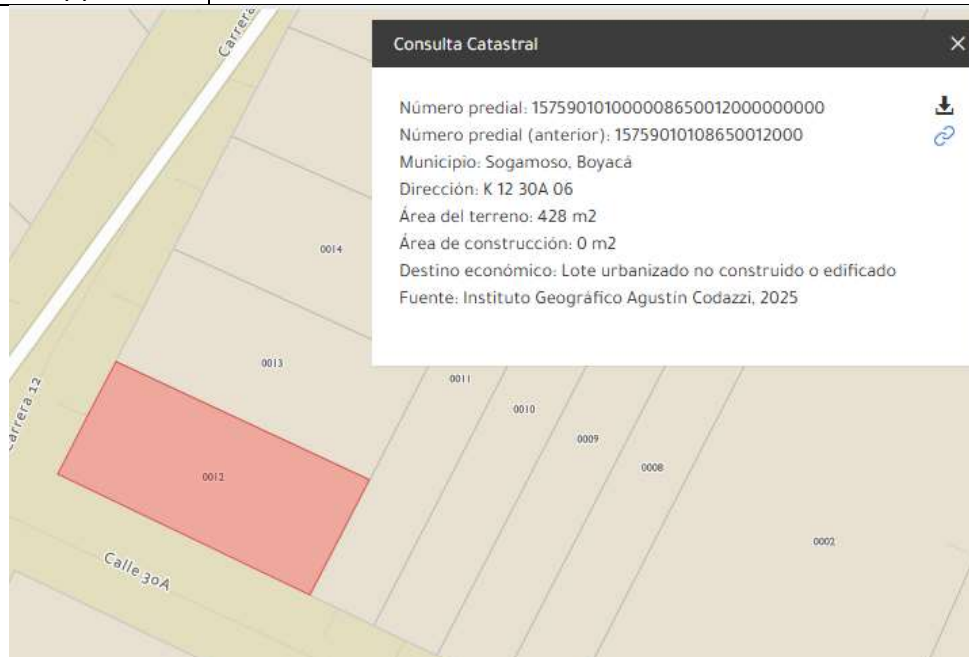 Carrera
Consulta Catastral
Número predial: 157590101000008650012000000000
Número predial (anterior): 15759010108650012000
Municipio: Sogamoso, Boyacá
Dirección: K 12 30A 06
Área del terreno: 428 m2
Área de construcción: 0 m2
Destino económico: Lote urbanizado no construido o edificado
Fuente: Instituto Geográfico Agustín Codazzi, 2025
0014
0013
0011
0010
0009
0008
0002
Carrera 12
0012
Calle 30A